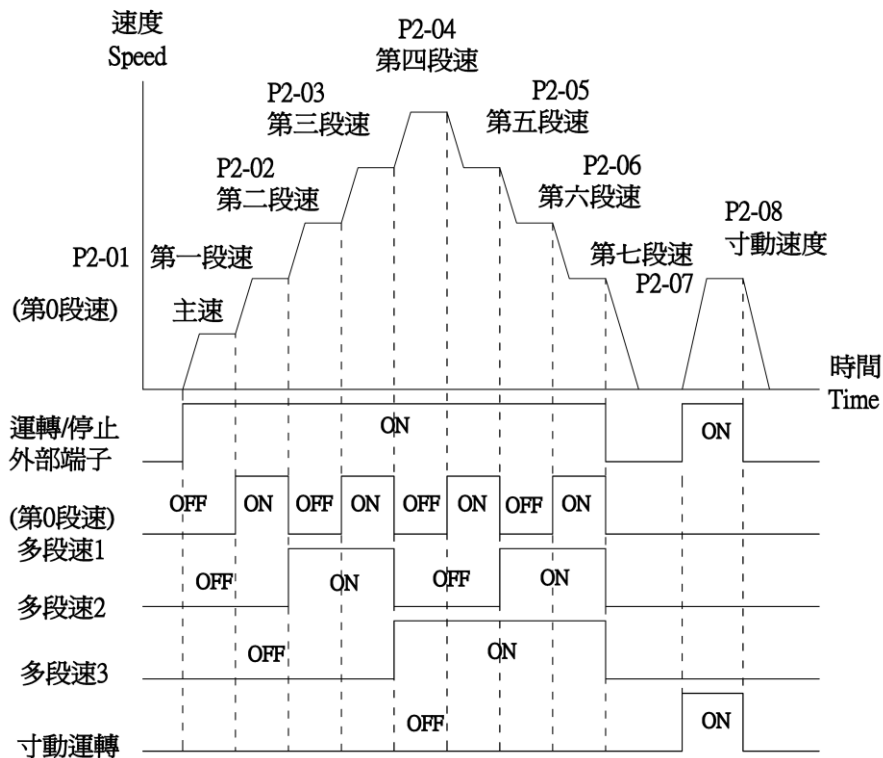 速度
Speed
P2-04
第四段速
P2-03
第三段速
P2-05
第五段速
P2-02
第二段速
P2-06
第六段速
P2-01 第一段速
第七段速
P2-07
P2-08
寸動速度
(第0段速) 主速
時間
Time
運轉/停止
外部端子
ON
ON
OFF ON OFF ON OFF ON OFF ON
(第0段速)
多段速1
OFF ON OFF ON
多段速2
OFF ON
多段速3
OFF ON
寸動運轉